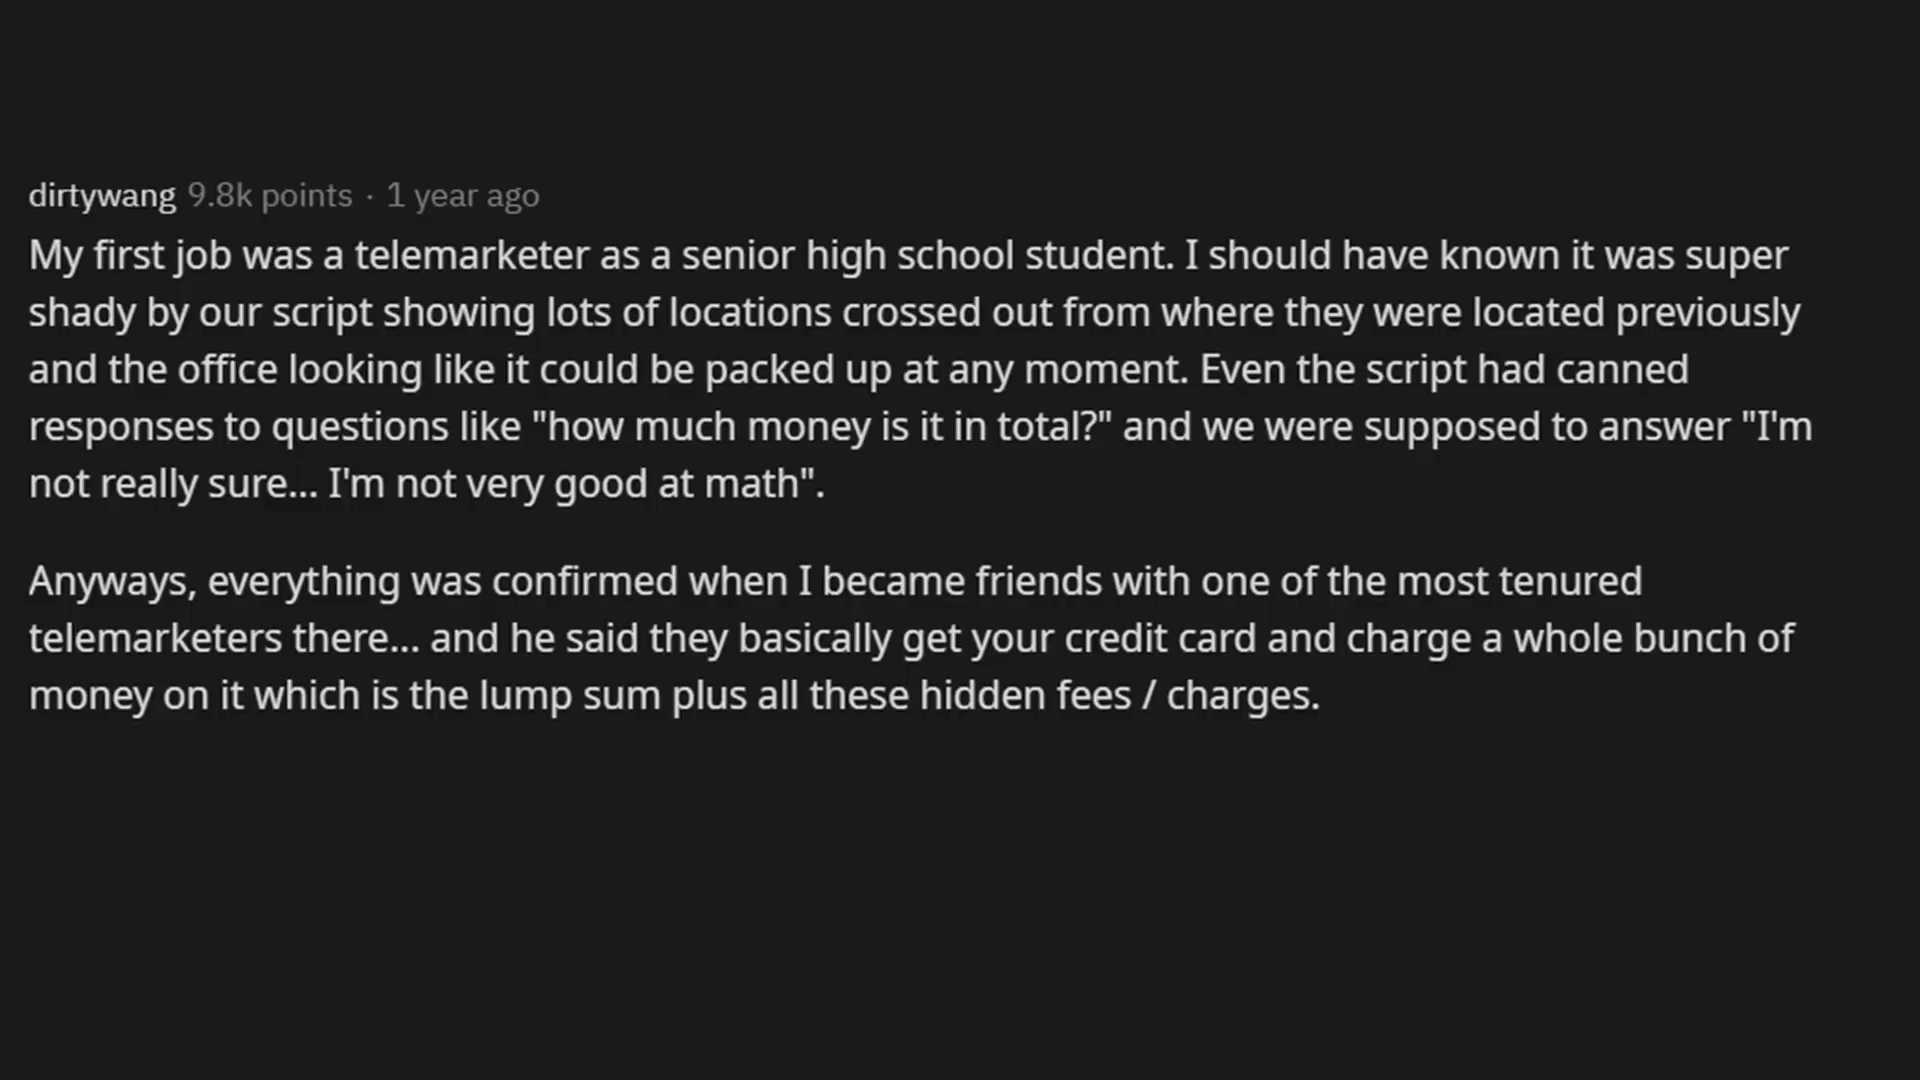 dirtywang 9.8k points · 1 year ago
My first job was a telemarketer as a senior high school student. I should have known it was super
shady by our script showing lots of locations crossed out from where they were located previously
and the office looking like it could be packed up at any moment. Even the script had canned
responses to questions like "how much money is it in total?" and we were supposed to answer "I'm
not really sure... I'm not very good at math".
Anyways, everything was confirmed when I became friends with one of the most tenured
telemarketers there... and he said they basically get your credit card and charge a whole bunch of
money on it which is the lump sum plus all these hidden fees / charges.